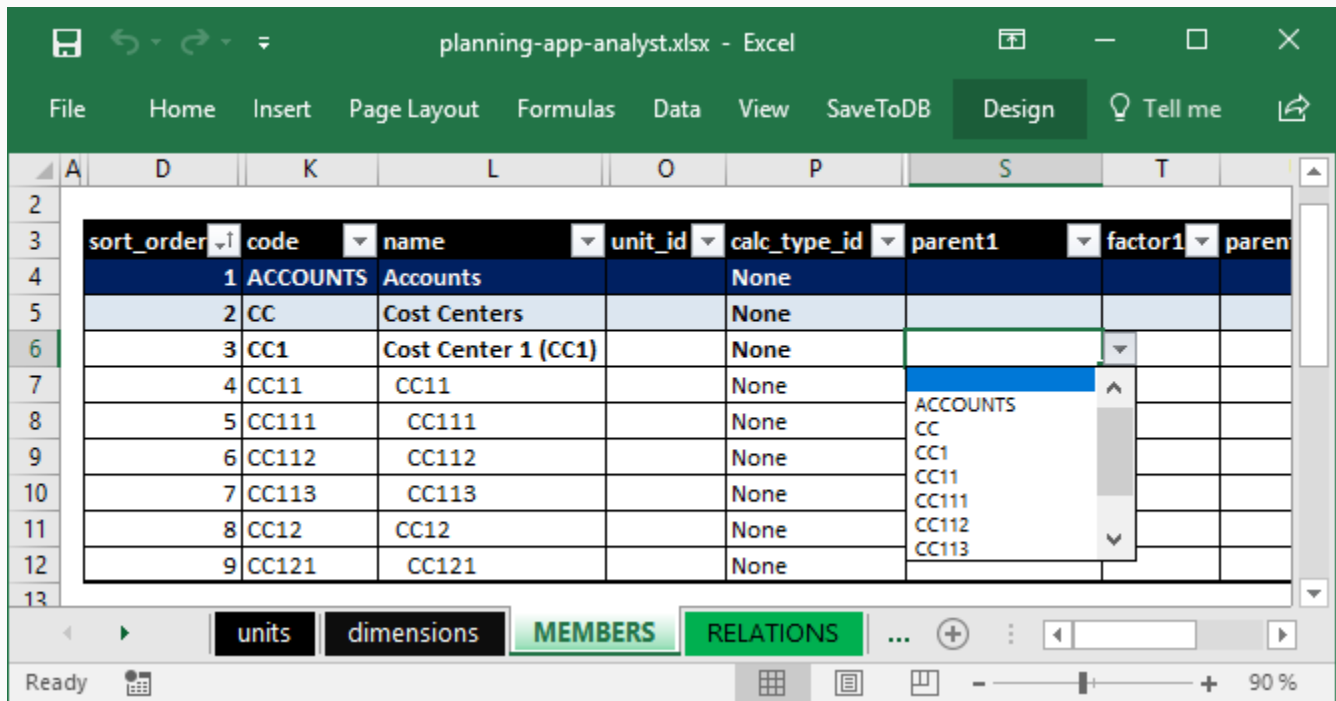 planning-app-analyst.xlsx - Excel
File Home Insert Page Layout Formulas Data View SaveToDB Design Tell me
A D K L O P S T
2
3 sort_order code name unit_id calc_type_id parent1 factor1 paren
4 1 ACCOUNTS Accounts None
5 2 CC Cost Centers None
6 3 CC1 Cost Center 1 (CC1) None
7 4 CC11 CC11 None
8 5 CC111 CC111 None ACCOUNTS
CC
9 6 CC112 CC112 None CC1
CC11
10 7 CC113 CC113 None CC111
11 8 CC12 CC12 None CC112
CC113
12 9 CC121 CC121 None
13
units dimensions MEMBERS RELATIONS ...
Ready 90 %